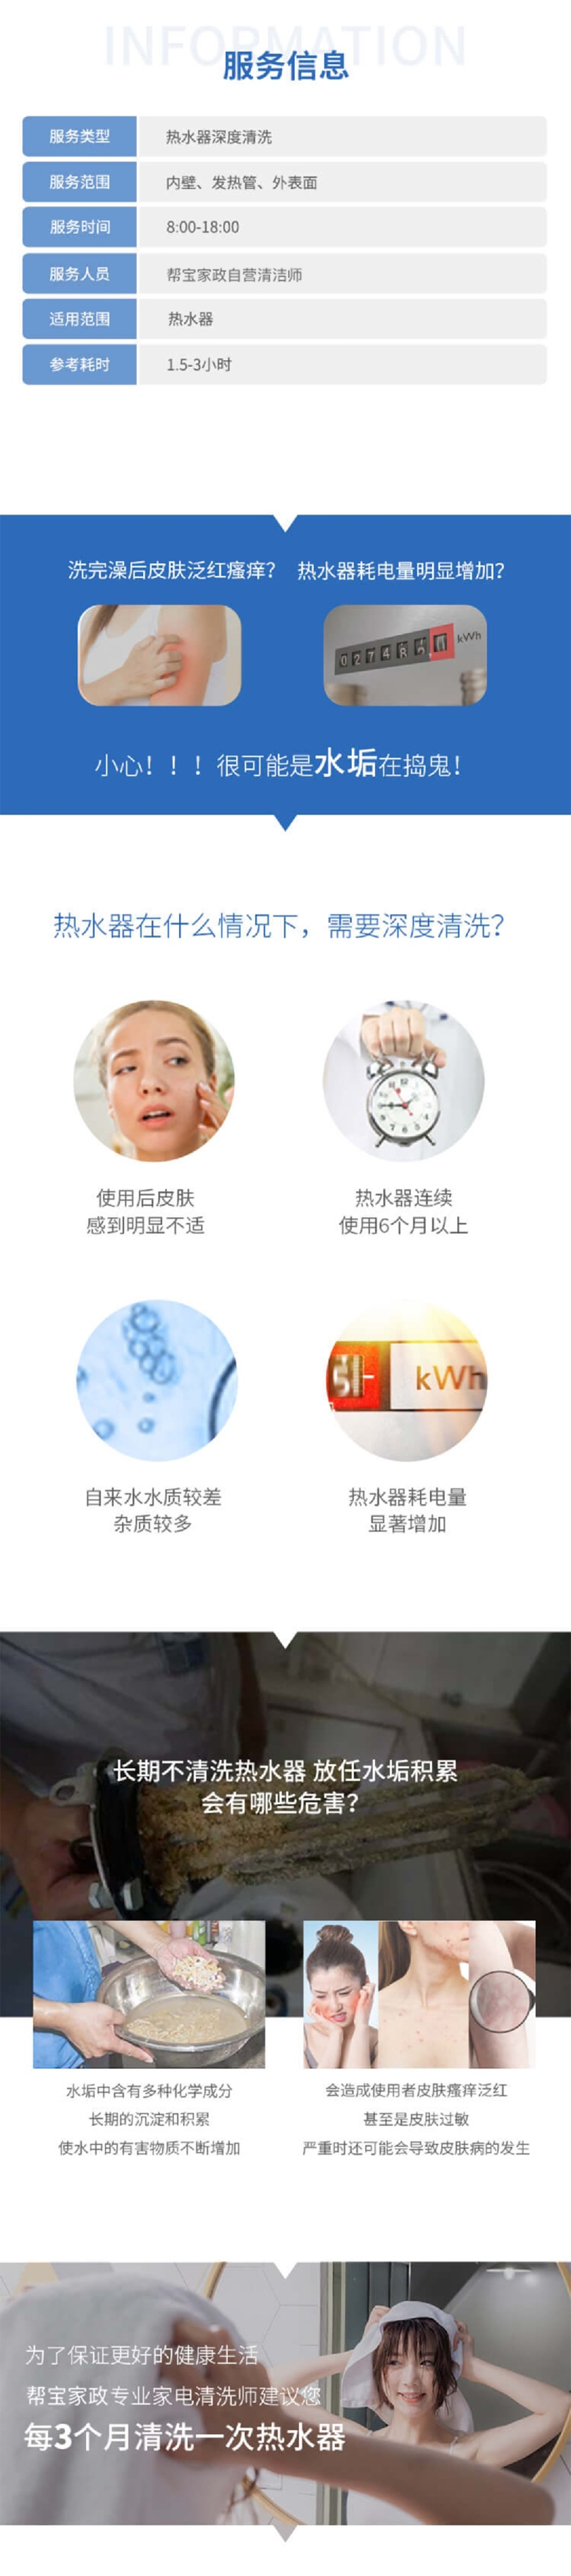 INFORMATION
服务信息
服务类型 热水器深度清洗
服务范围 内壁、发热管、外表面
服务时间 8:00-18:00
服务人员 帮宝家政自营清洁师
适用范围 热水器
参考耗时 1.5-3小时
洗完澡后皮肤泛红瘙痒？ 热水器耗电量明显增加？
kWh
小心！！！很可能是水垢在捣鬼！
热水器在什么情况下，需要深度清洗？
使用后皮肤
感到明显不适
热水器连续
使用6个月以上
51 kWh
自来水水质较差
杂质较多
热水器耗电量
显著增加
长期不清洗热水器 放任水垢积累
会有哪些危害？
水垢中含有多种化学成分
长期的沉淀和积累
使水中的有害物质不断增加
会造成使用者皮肤瘙痒泛红
甚至是皮肤过敏
严重时还可能会导致皮肤病的发生
为了保证更好的健康生活
帮宝家政专业家电清洗师建议您
每3个月清洗一次热水器